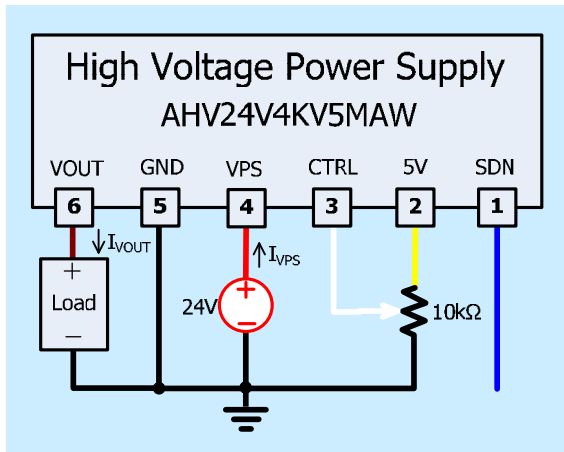 High Voltage Power Supply
AHV24V4KV5MAW
VOUT GND VPS CTRL 5V SDN
6 5 4 3 2 1
↓IVOUT ↑IVPS
+
Load
−
24V
+
−
10kΩ